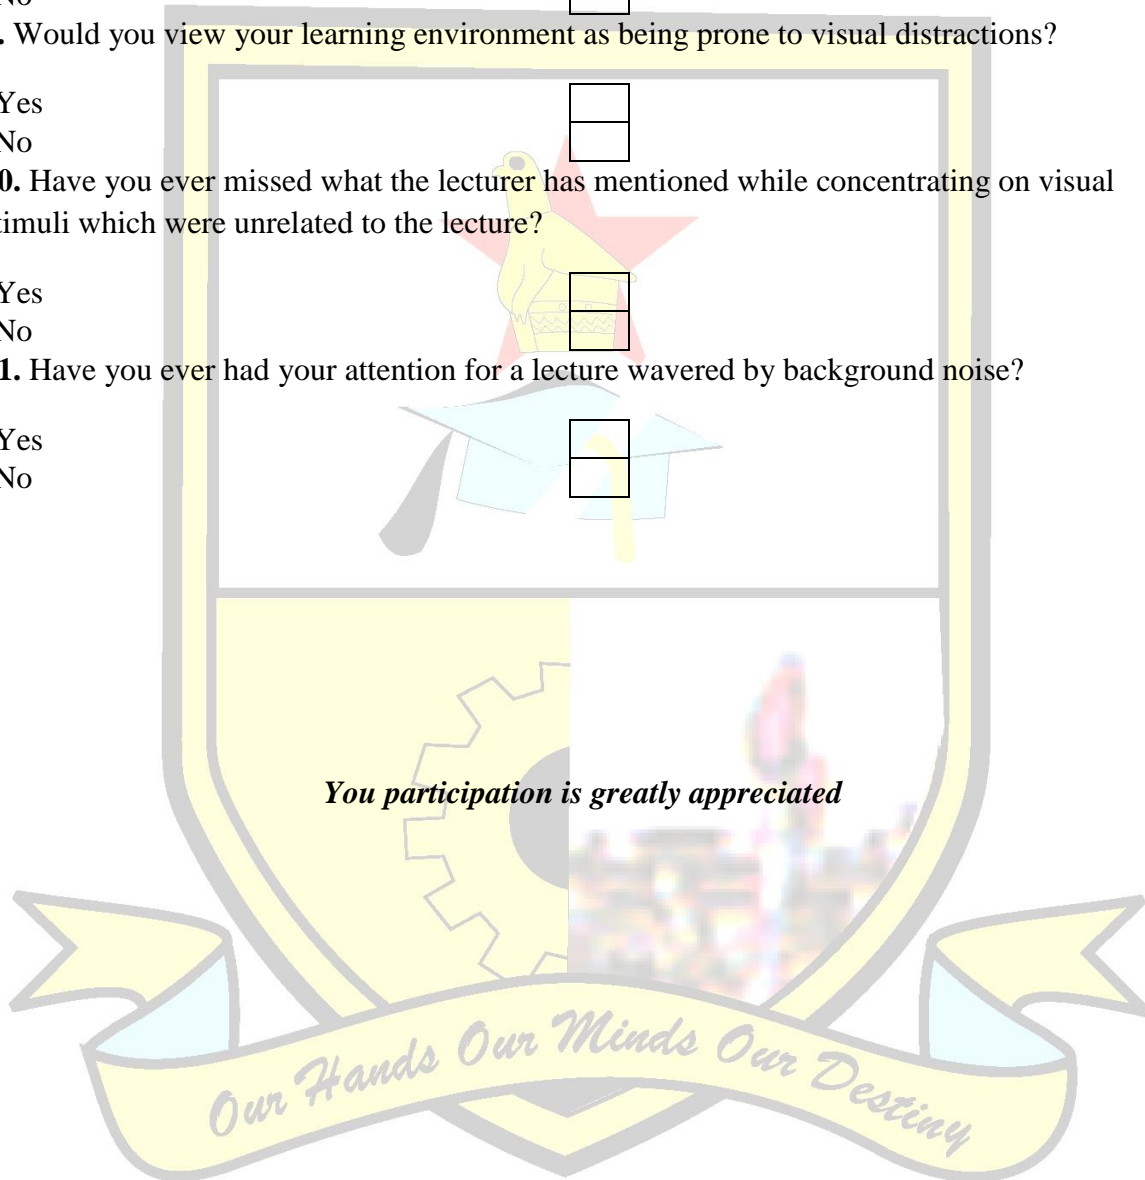 No
. Would you view your learning environment as being prone to visual distractions?
Yes
No
0. Have you ever missed what the lecturer has mentioned while concentrating on visual
timuli which were unrelated to the lecture?
Yes
No
1. Have you ever had your attention for a lecture wavered by background noise?
Yes
No
You participation is greatly appreciated
Our Hands Our Minds Our Destiny